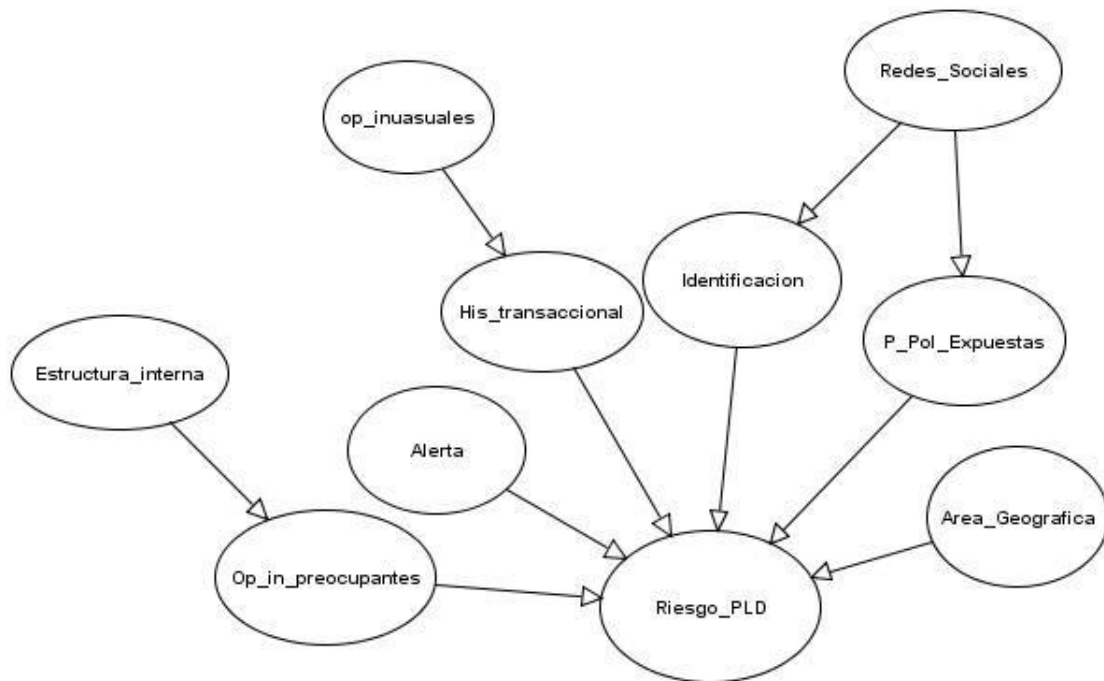 Redes_Sociales
op_inuasuales
Identificacion
His_transaccional
P_Pol_Expuestas
Estructura_interna
Alerta
Area_Geografica
Op_in_preocupantes
Riesgo_PLD